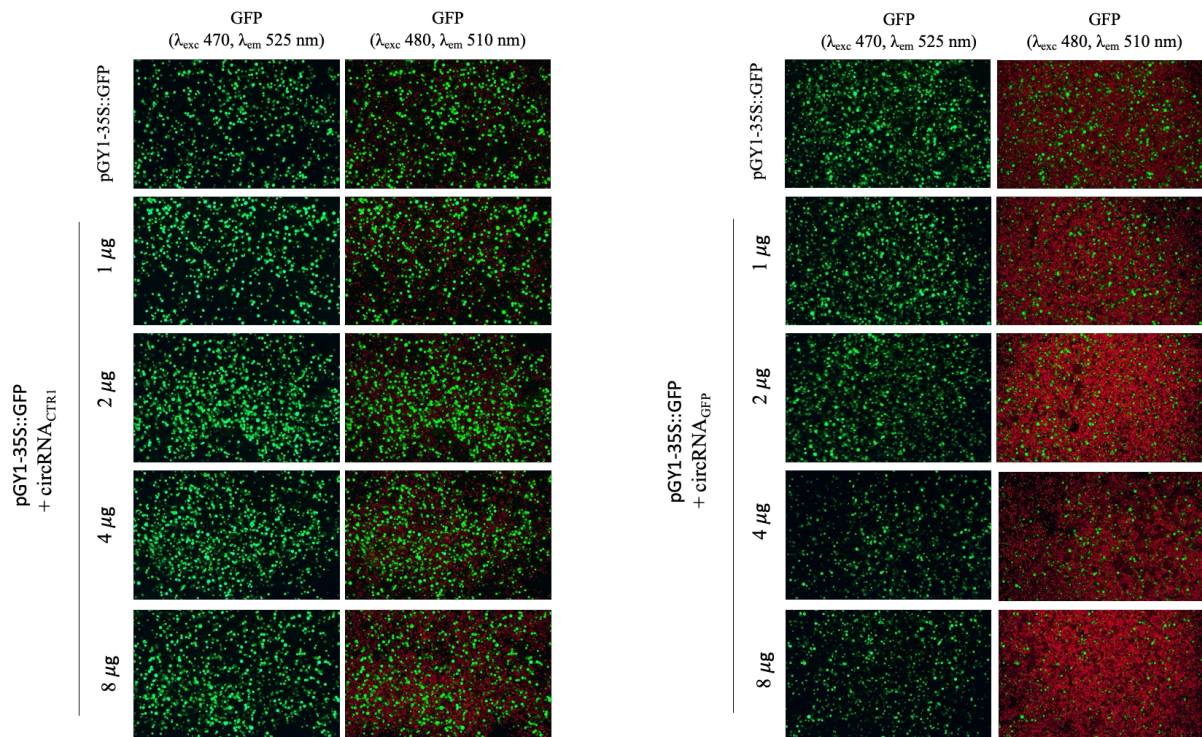 GFP
(λexc 470, λem 525 nm)
GFP
(λexc 480, λem 510 nm)
pGY1-35S::GFP
1 µg
2 µg
4 µg
8 µg
pGY1-35S::GFP
+ circRNACTR1
GFP
(λexc 470, λem 525 nm)
GFP
(λexc 480, λem 510 nm)
pGY1-35S::GFP
1 µg
2 µg
4 µg
8 µg
pGY1-35S::GFP
+ circRNAGFP